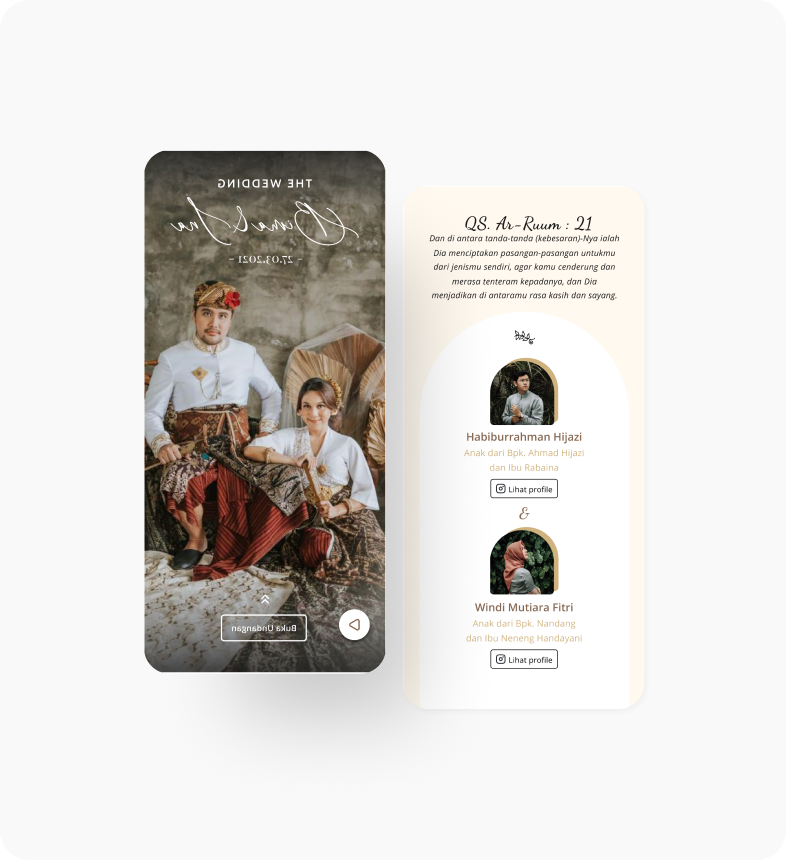 THE WEDDING
Bima & Ira
- 27.03.2021 -
Buka Undangan
QS. Ar-Ruum : 21
Dan di antara tanda-tanda (kebesaran)-Nya ialah
Dia menciptakan pasangan-pasangan untukmu
dari jenismu sendiri, agar kamu cenderung dan
merasa tenteram kepadanya, dan Dia
menjadikan di antaramu rasa kasih dan sayang.
Habiburrahman Hijazi
Anak dari Bpk. Ahmad Hijazi
dan Ibu Rabaina
Lihat profile
&
Windi Mutiara Fitri
Anak dari Bpk. Nandang
dan Ibu Neneng Handayani
Lihat profile